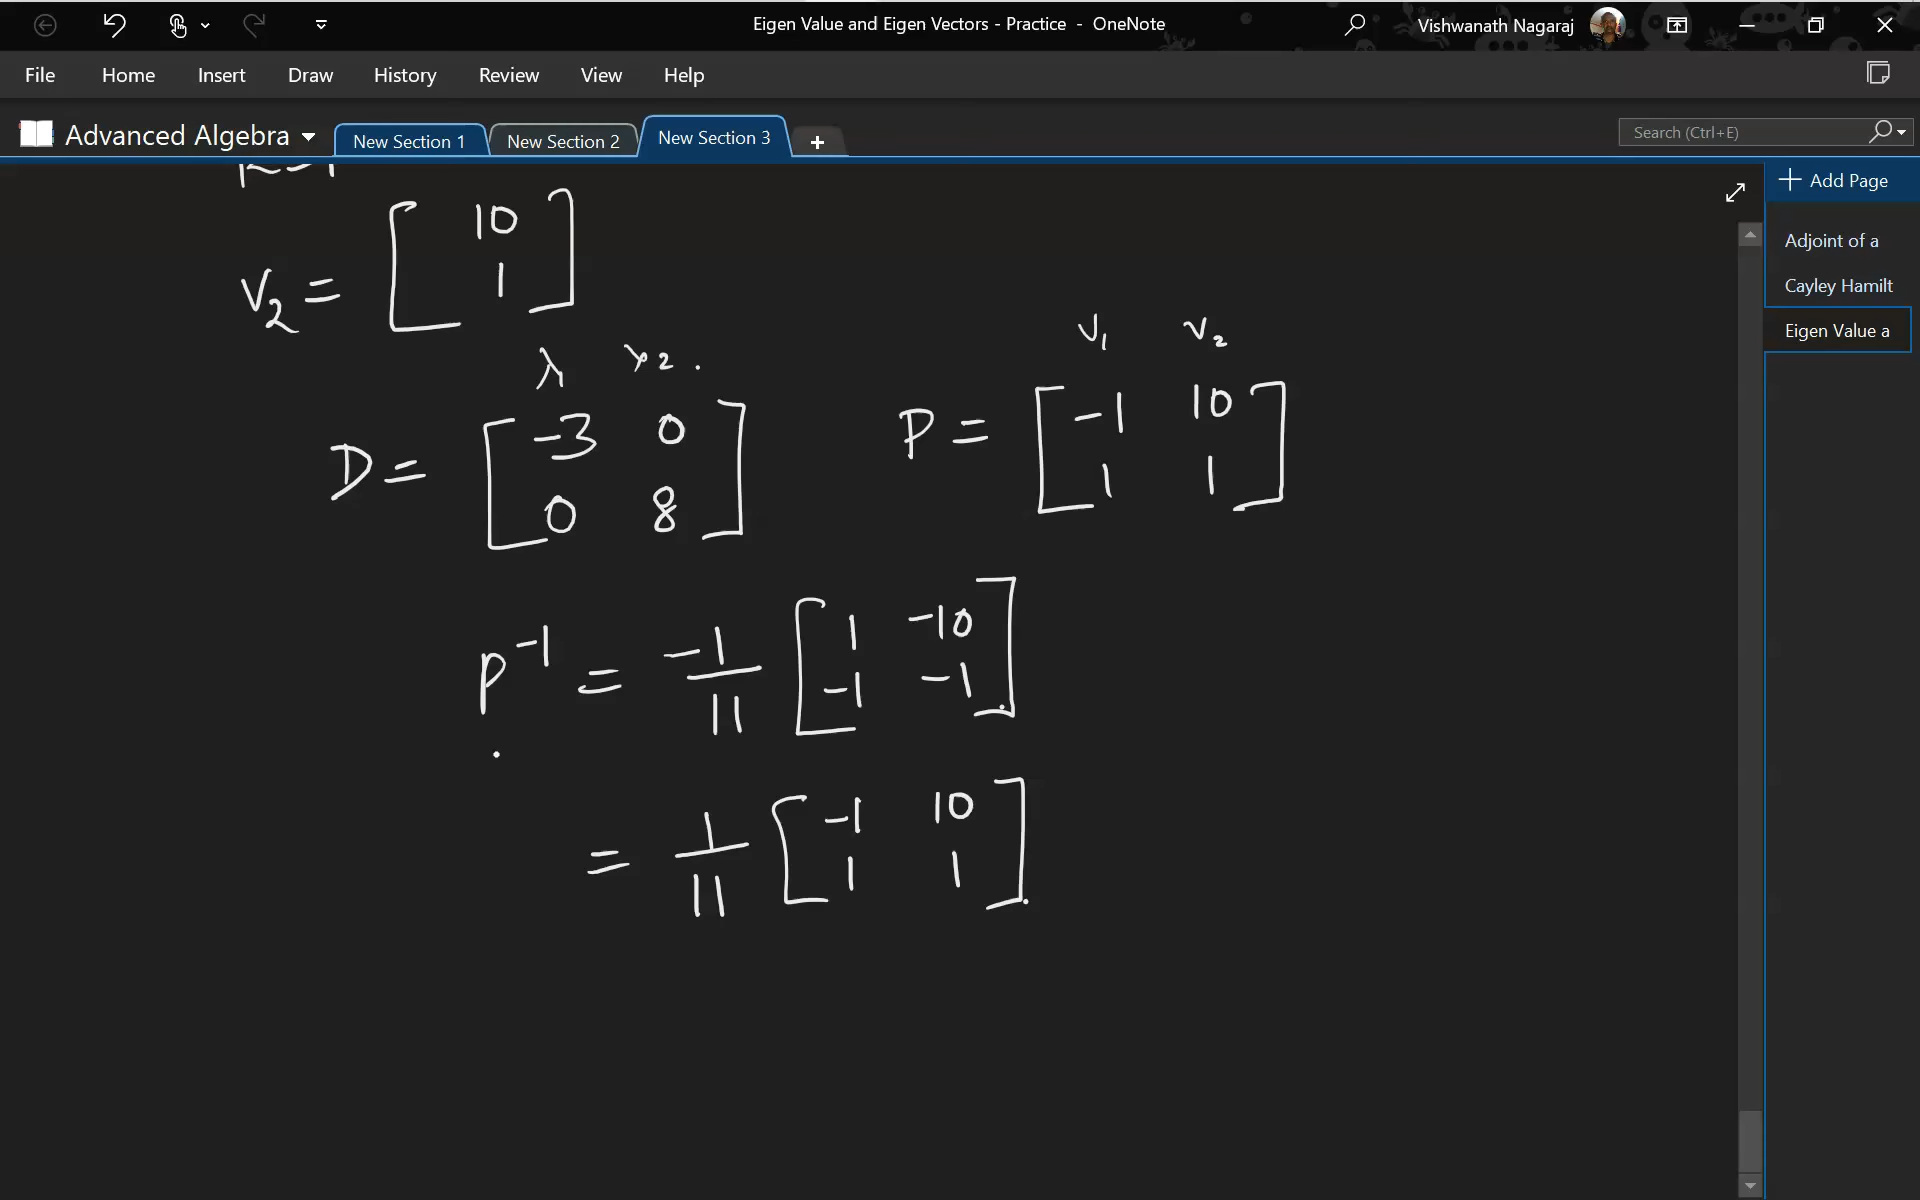 Eigen Value and Eigen Vectors - Practice - OneNote
Vishwanath Nagaraj
File Home Insert Draw History Review View Help
Advanced Algebra
New Section 1
New Section 2
New Section 3
+
Search (Ctrl+E)
+ Add Page
Adjoint of a
Cayley Hamilt
Eigen Value a
V₂ = [ 10
1 ]
λ λ₂ .
D = [ -3 0
0 8 ]
V₁ V₂
P = [ -1 10
1 1 ]
P⁻¹ = -1/11 [ 1 -10
-1 -1 ]
= 1/11 [ -1 10
1 1 ]